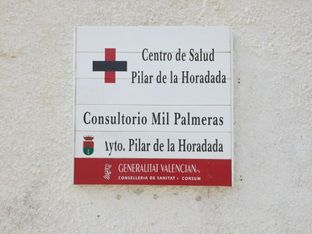 Centro de Salud
Pilar de la Horadada
Consultorio Mil Palmeras
Ayto. Pilar de la Horadada
GENERALITAT VALENCIANA
CONSELLERIA DE SANITAT I CONSUM